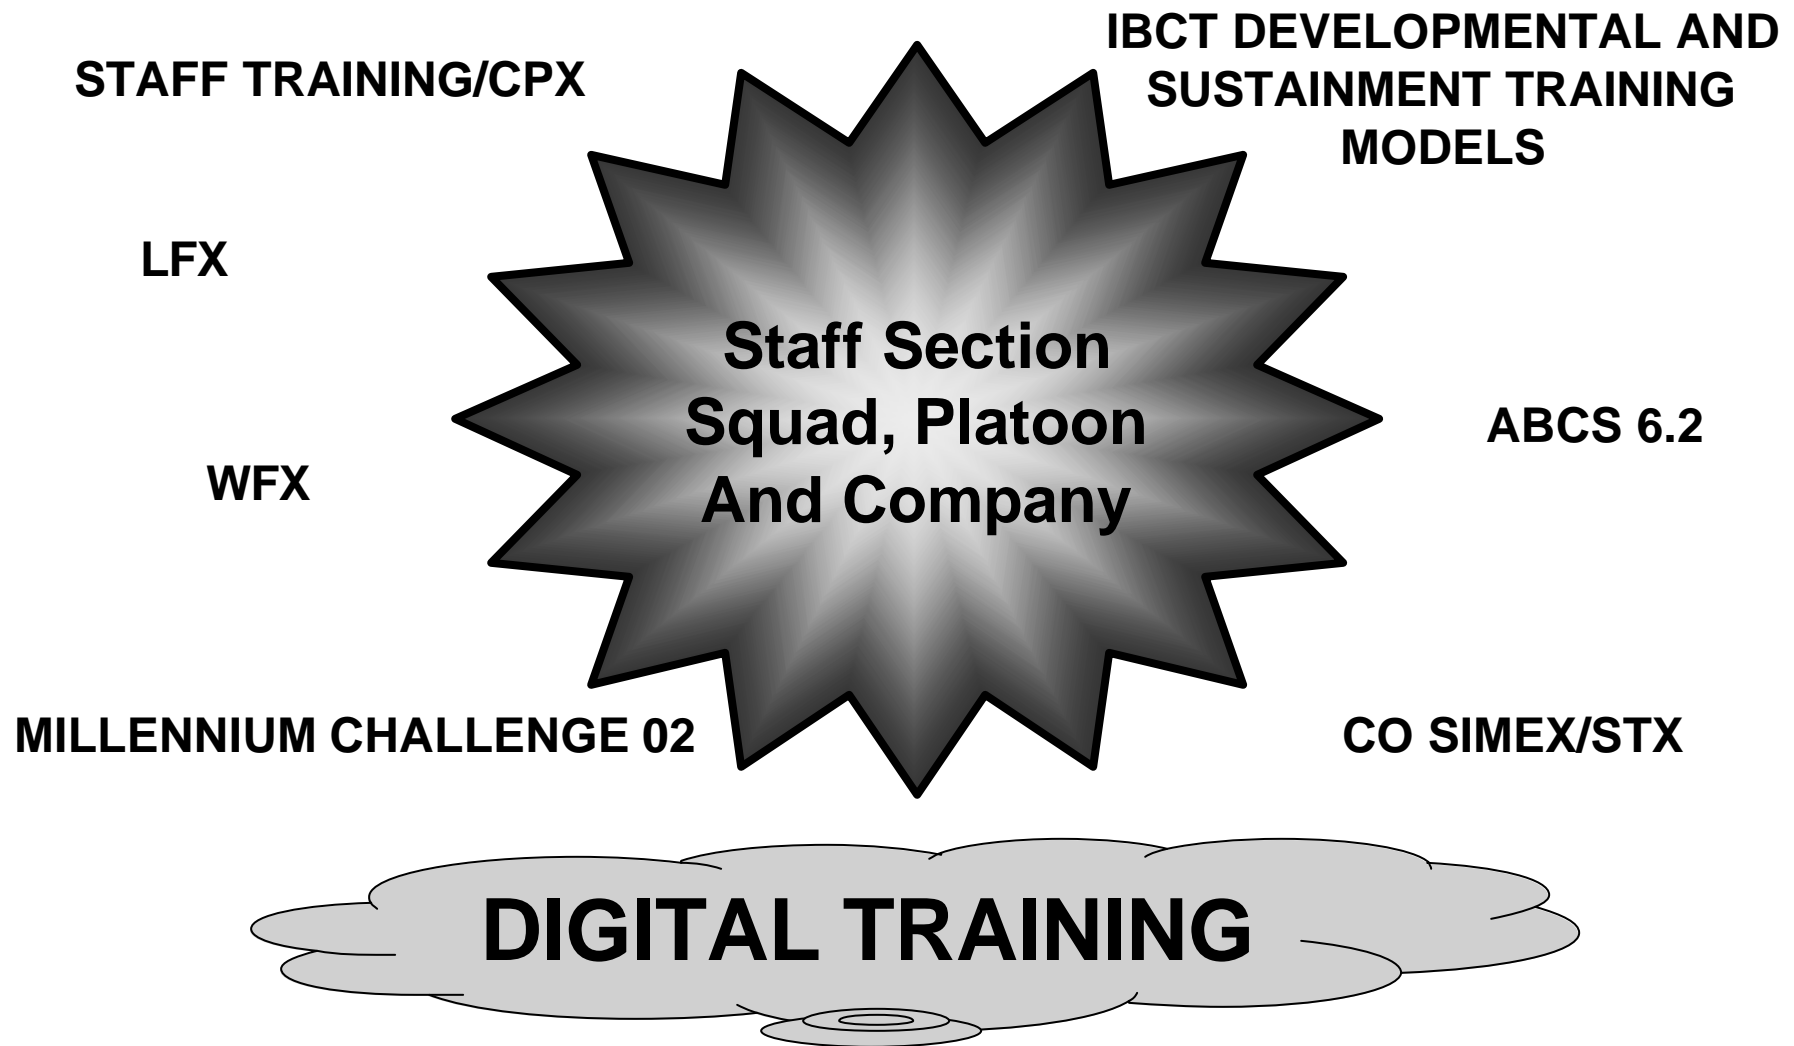 STAFF TRAINING/CPX
IBCT DEVELOPMENTAL AND
SUSTAINMENT TRAINING
MODELS
LFX
Staff Section
Squad, Platoon
And Company
ABCS 6.2
WFX
MILLENNIUM CHALLENGE 02
CO SIMEX/STX
DIGITAL TRAINING